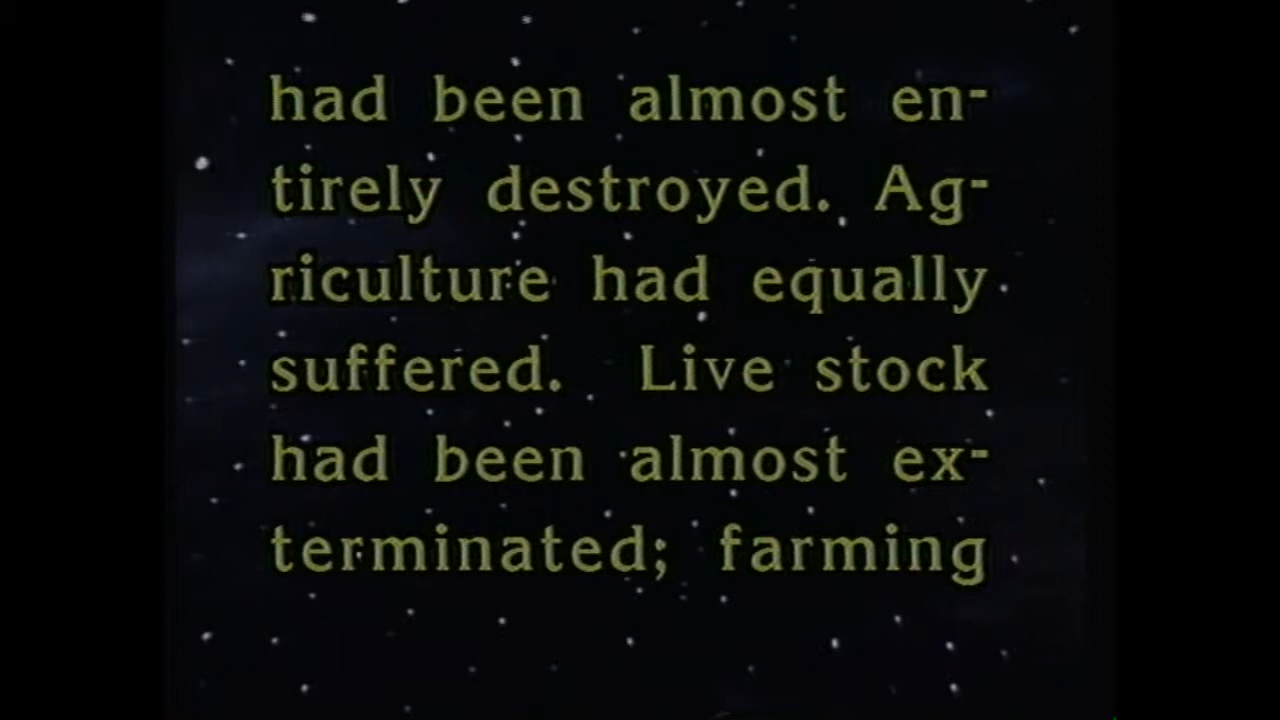 had been almost en-
tirely destroyed. Ag-
riculture had equally
suffered. Live stock
had been almost ex-
terminated; farming